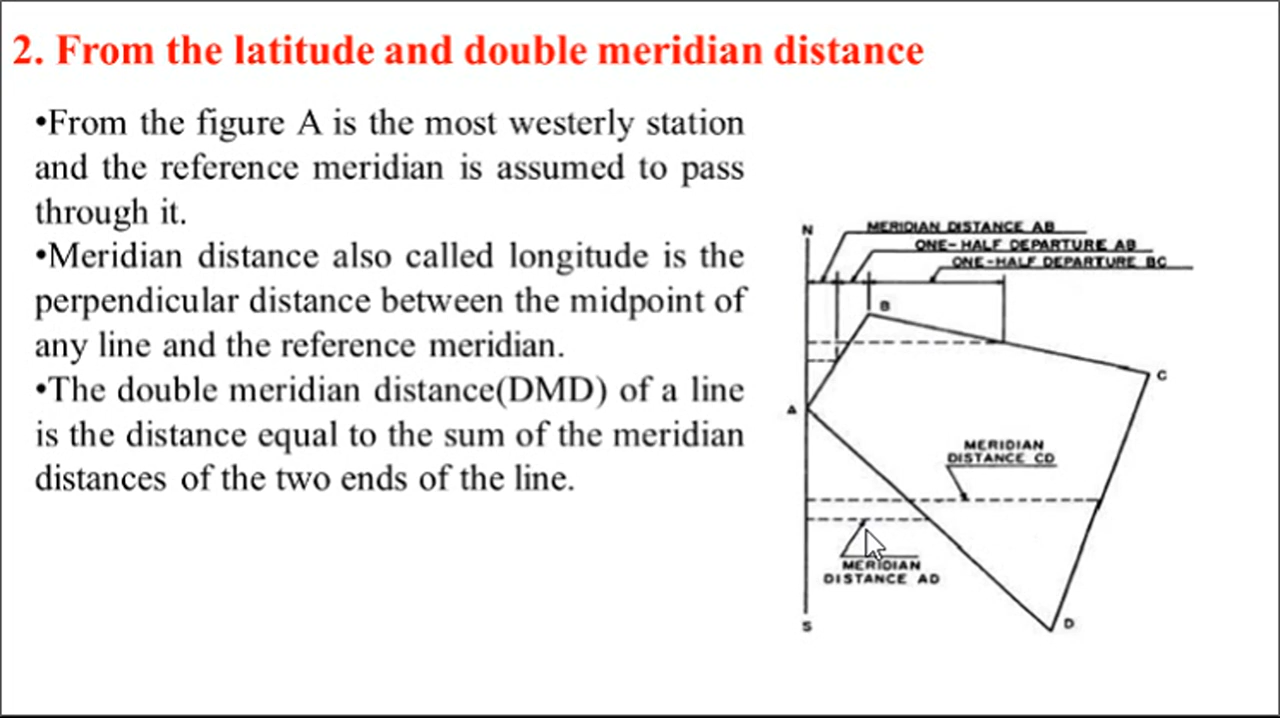 2. From the latitude and double meridian distance
•From the figure A is the most westerly station
and the reference meridian is assumed to pass
through it.
•Meridian distance also called longitude is the
perpendicular distance between the midpoint of
any line and the reference meridian.
•The double meridian distance(DMD) of a line
is the distance equal to the sum of the meridian
distances of the two ends of the line.
N
MERIDIAN DISTANCE AB
ONE-HALF DEPARTURE AB
ONE-HALF DEPARTURE BC
B
C
A
MERIDIAN
DISTANCE CD
MERIDIAN
DISTANCE AD
S
D